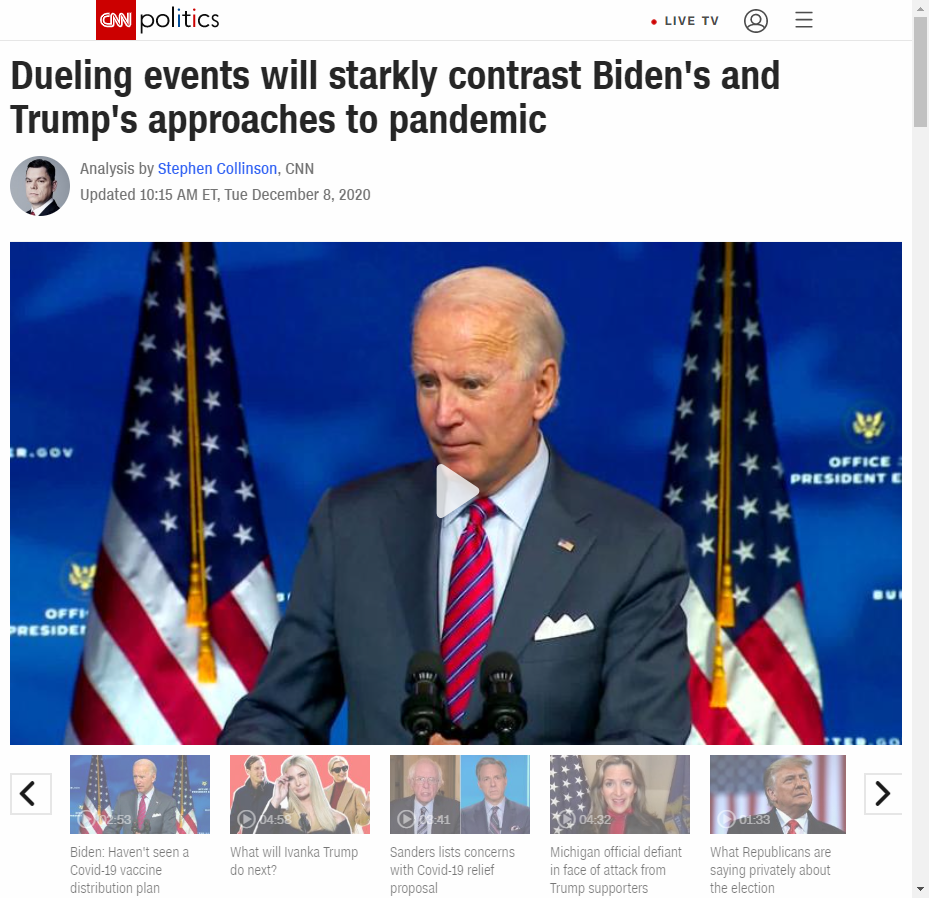 CNN politics
LIVE TV
Dueling events will starkly contrast Biden's and
Trump's approaches to pandemic
Analysis by Stephen Collinson, CNN
Updated 10:15 AM ET, Tue December 8, 2020
R.GOV
OFFICE
PRESIDENT E
OFFI
PRESIDEN
BU
TER.GO
02:53
04:58
03:41
04:32
01:33
Biden: Haven't seen a
Covid-19 vaccine
distribution plan
What will Ivanka Trump
do next?
Sanders lists concerns
with Covid-19 relief
proposal
Michigan official defiant
in face of attack from
Trump supporters
What Republicans are
saying privately about
the election